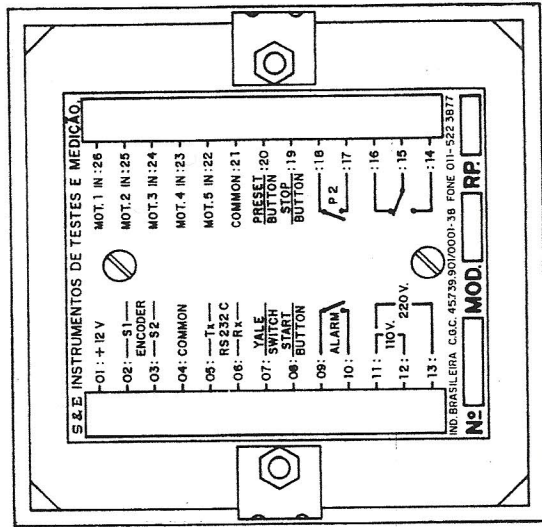 S & E INSTRUMENTOS DE TESTES E MEDIÇÃO.
-01:+12 V
-02:—S1—
ENCODER
-03:—S2—
-04: COMMON
-05:—Tx—
RS 232 C
-06:—Rx—
-07: YALE
SWITCH
-08: START
BUTTON
-09:
ALARM
-10:
-11:
110V.
220 V.
-12:
-13:
MOT. 1 IN :26-
MOT. 2 IN :25-
MOT. 3 IN :24-
MOT. 4 IN :23-
MOT. 5 IN :22-
COMMON :21-
PRESET :20-
BUTTON
STOP :19-
BUTTON
:18-
P 2
:17-
:16-
:15-
:14-
IND. BRASILEIRA C.G.C. 45739.901/0001-38 FONE 011-522 3877
Nº MOD. RP.